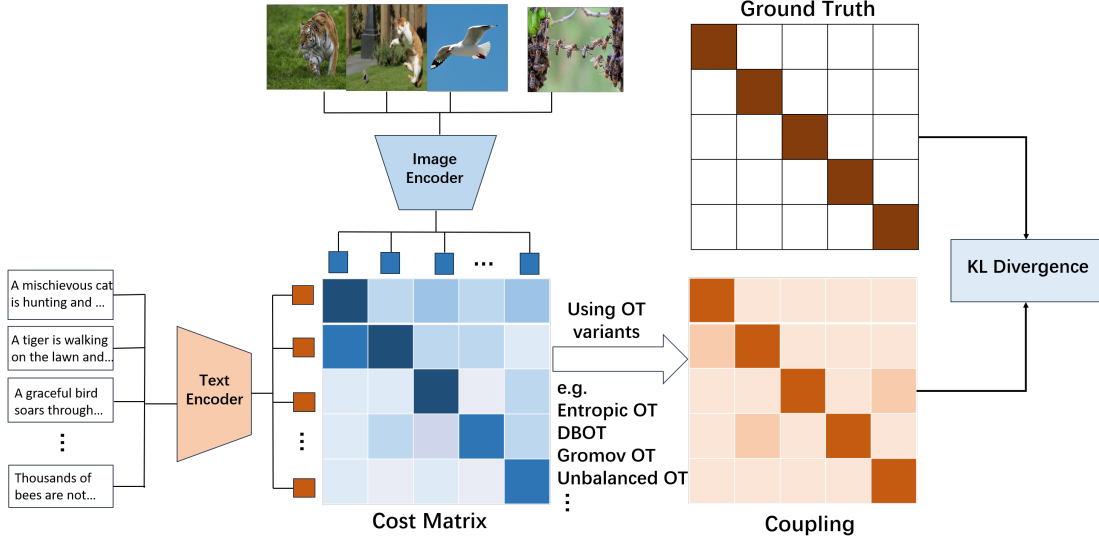 Ground Truth
Image
Encoder
...
KL Divergence
A mischievous cat
is hunting and ...
A tiger is walking
on the lawn and...
A graceful bird
soars through...
⋮
Thousands of
bees are not...
Text
Encoder
⋮
Cost Matrix
Using OT
variants
e.g.
Entropic OT
DBOT
Gromov OT
Unbalanced OT
⋮
Coupling